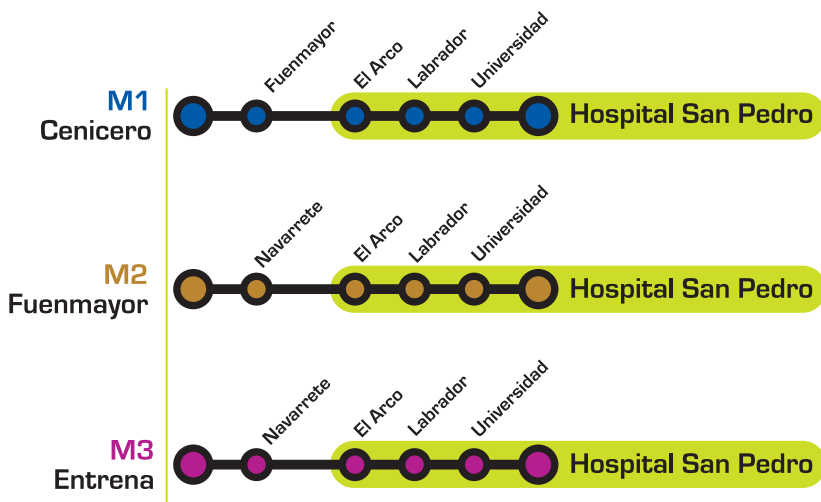 Fuenmayor
El Arco
Labrador
Universidad
M1
Cenicero
Hospital San Pedro
Navarrete
El Arco
Labrador
Universidad
M2
Fuenmayor
Hospital San Pedro
Navarrete
El Arco
Labrador
Universidad
M3
Entrena
Hospital San Pedro